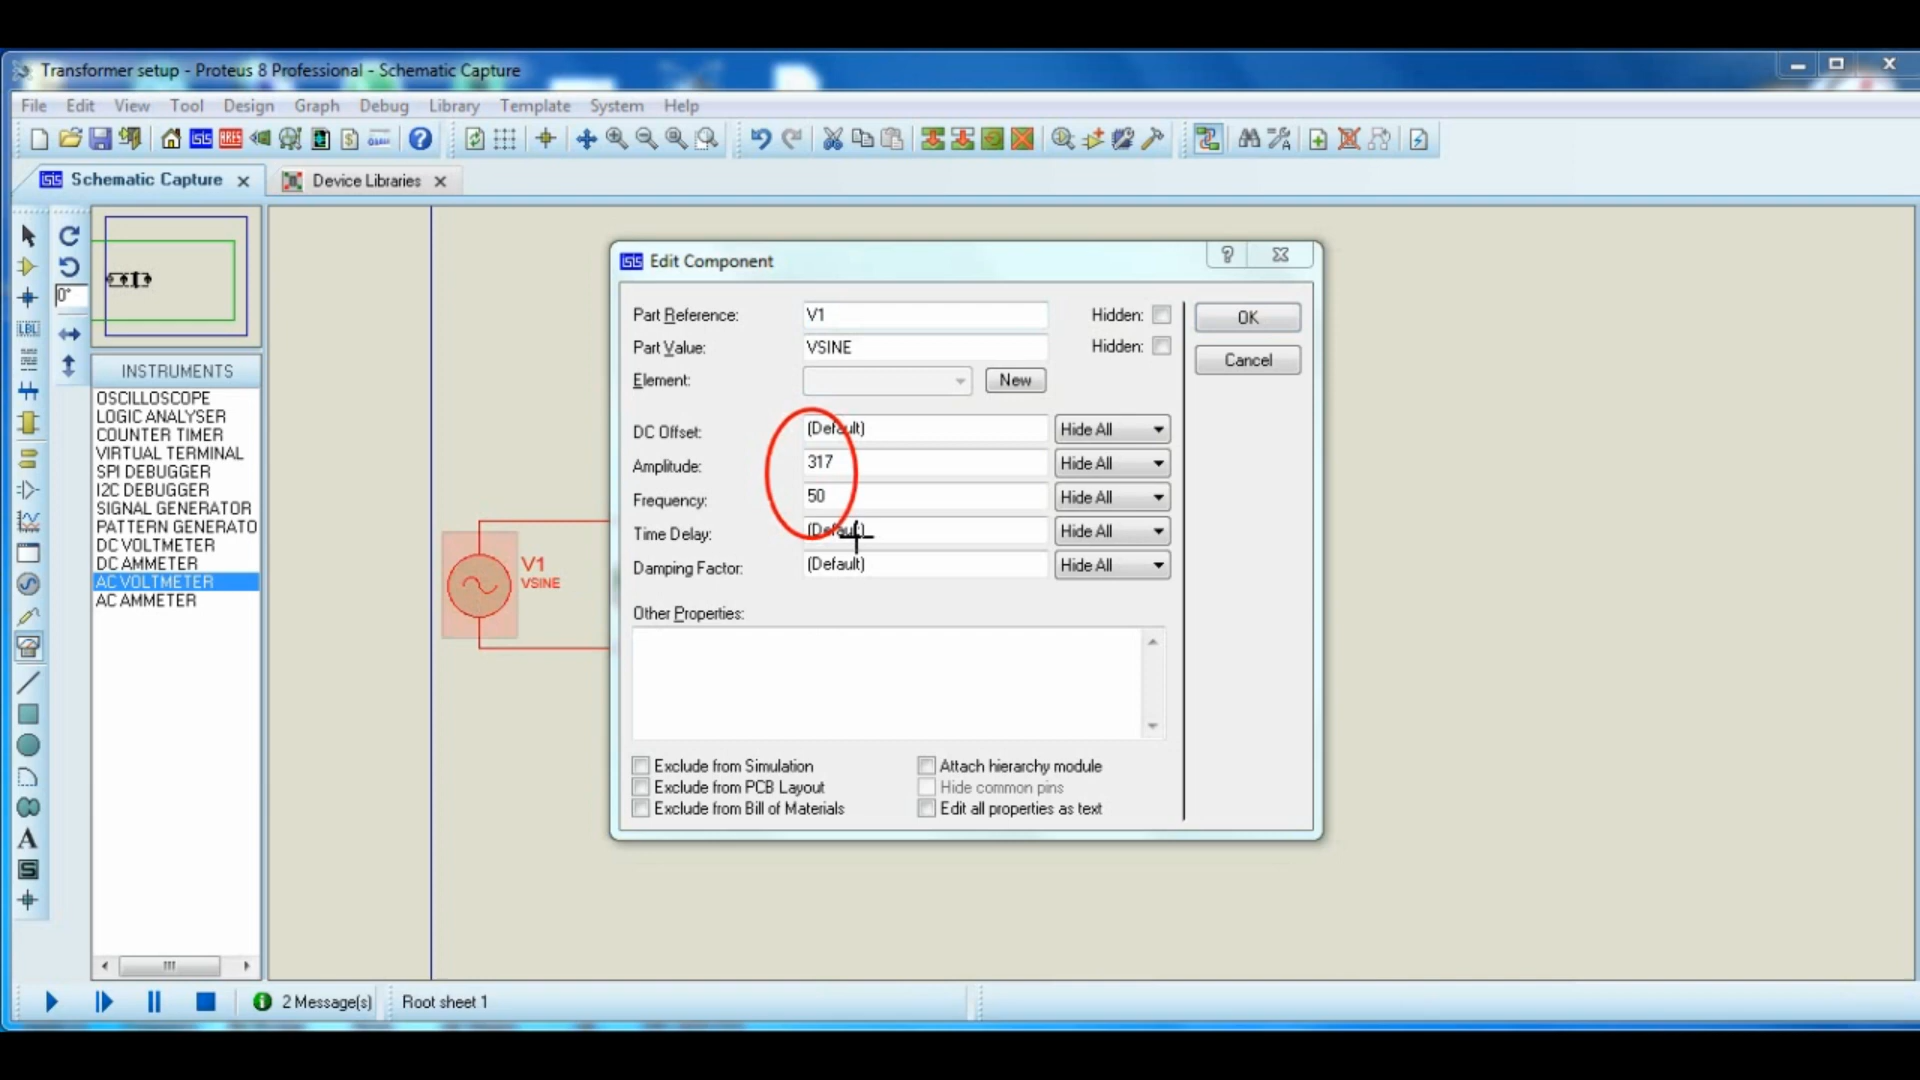 Transformer setup - Proteus 8 Professional - Schematic Capture
File Edit View Tool Design Graph Debug Library Template System Help
Schematic Capture
Device Libraries
0°
LBL
INSTRUMENTS
OSCILLOSCOPE
LOGIC ANALYSER
COUNTER TIMER
VIRTUAL TERMINAL
SPI DEBUGGER
I2C DEBUGGER
SIGNAL GENERATOR
PATTERN GENERATO
DC VOLTMETER
DC AMMETER
AC VOLTMETER
AC AMMETER
V1
VSINE
Edit Component
Part Reference: V1 Hidden:
Part Value: VSINE Hidden:
Element: New
DC Offset: (Default) Hide All
Amplitude: 317 Hide All
Frequency: 50 Hide All
Time Delay: (Default) Hide All
Damping Factor: (Default) Hide All
Other Properties:
Exclude from Simulation Attach hierarchy module
Exclude from PCB Layout Hide common pins
Exclude from Bill of Materials Edit all properties as text
OK
Cancel
2 Message(s) Root sheet 1